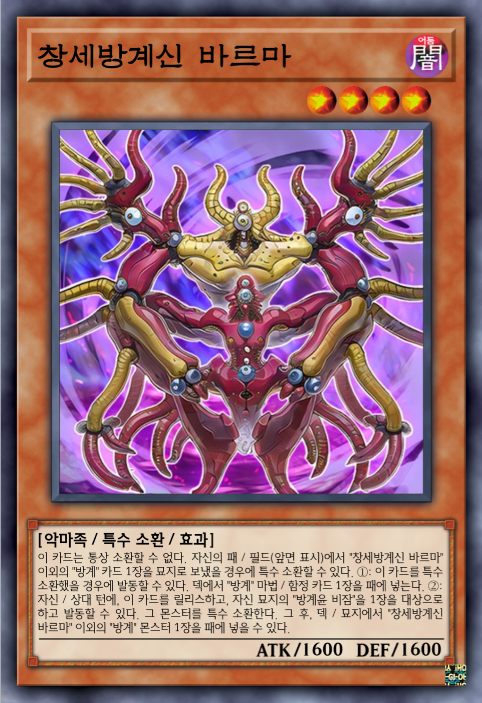 창세방계신 바르마
어둠
闇
[악마족 / 특수 소환 / 효과]
이 카드는 통상 소환할 수 없다. 자신의 패 / 필드(앞면 표시)에서 "창세방계신 바르마"
이외의 "방계" 카드 1장을 묘지로 보냈을 경우에 특수 소환할 수 있다. ①: 이 카드를 특수
소환했을 경우에 발동할 수 있다. 덱에서 "방계" 마법 / 함정 카드 1장을 패에 넣는다. ②:
자신 / 상대 턴에, 이 카드를 릴리스하고, 자신 묘지의 "방계윤 비잠"을 1장을 대상으로
하고 발동할 수 있다. 그 몬스터를 특수 소환한다. 그 후, 덱 / 묘지에서 "창세방계신
바르마" 이외의 "방계" 몬스터 1장을 패에 넣을 수 있다.
ATK/1600 DEF/1600